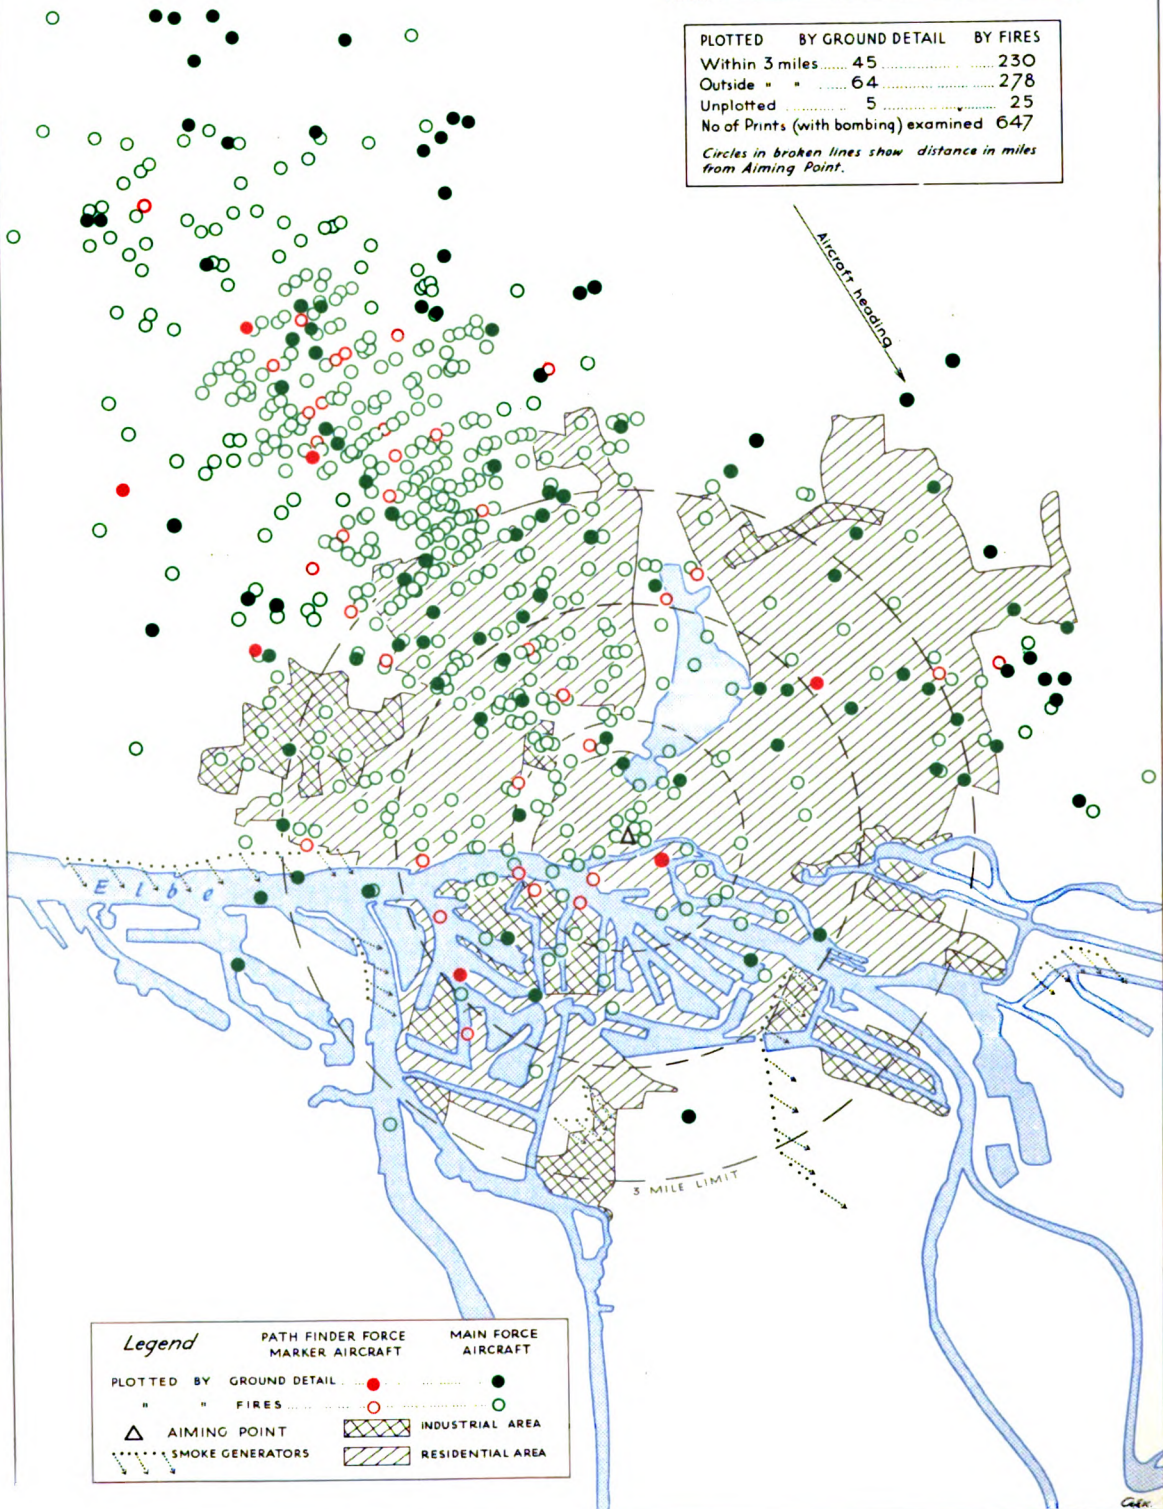 PLOTTED BY GROUND DETAIL BY FIRES
Within 3 miles...... 45 ...................... 230
Outside " " ...... 64 ...................... 278
Unplotted ............. 5 ...................... 25
No of Prints (with bombing) examined 647
Circles in broken lines show distance in miles
from Aiming Point.
Aircraft heading
Elbe
3 MILE LIMIT
Legend PATH FINDER FORCE MAIN FORCE
MARKER AIRCRAFT AIRCRAFT
PLOTTED BY GROUND DETAIL
" " FIRES
AIMING POINT INDUSTRIAL AREA
SMOKE GENERATORS RESIDENTIAL AREA